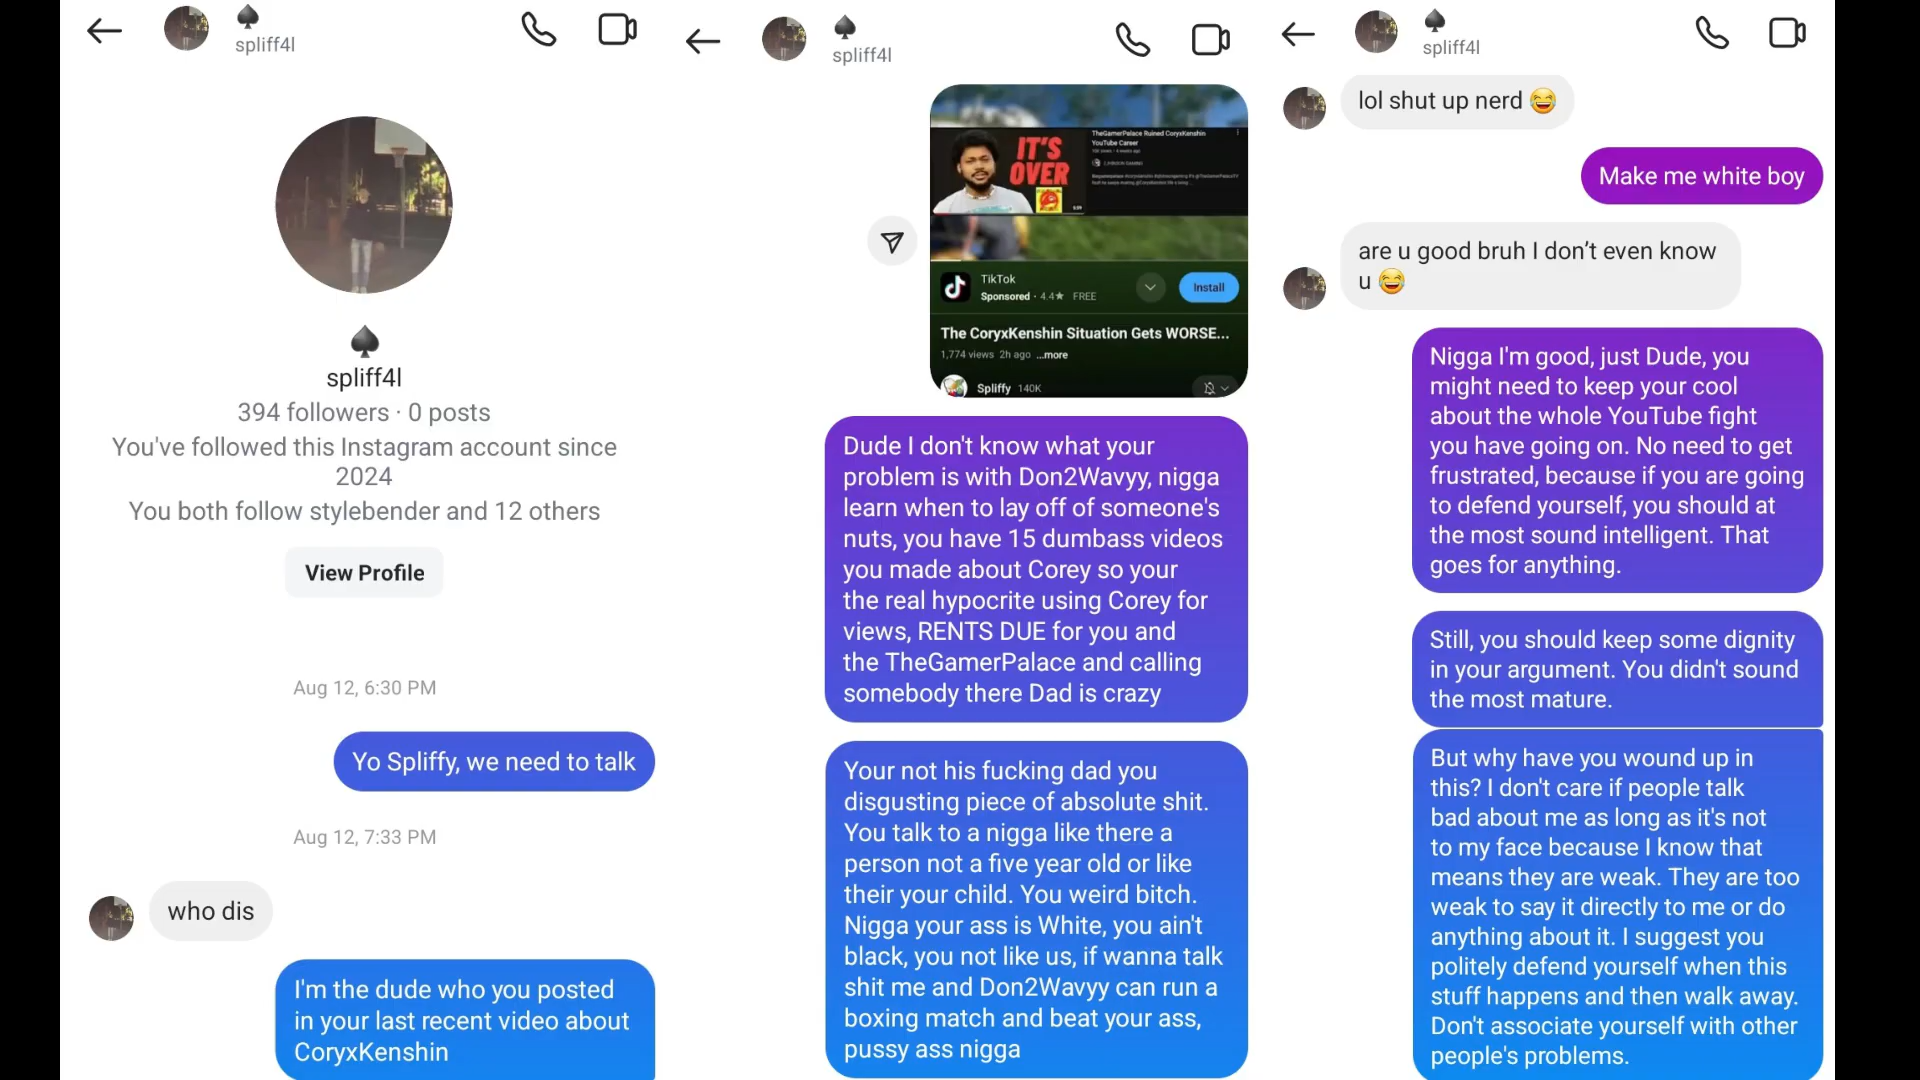 spliff4l
spliff4l
394 followers · 0 posts
You've followed this Instagram account since
2024
You both follow stylebender and 12 others
View Profile
Aug 12, 6:30 PM
Yo Spliffy, we need to talk
Aug 12, 7:33 PM
who dis
I'm the dude who you posted
in your last recent video about
CoryxKenshin
spliff4l
IT'S
OVER
TheGamerPalace Ruined CoryxKenshin
YouTube Career
TikTok
Sponsored · 4.4★ FREE
Install
The CoryxKenshin Situation Gets WORSE...
1,774 views 2h ago ...more
Spliffy 140K
Dude I don't know what your
problem is with Don2Wavyy, nigga
learn when to lay off of someone's
nuts, you have 15 dumbass videos
you made about Corey so your
the real hypocrite using Corey for
views, RENTS DUE for you and
the TheGamerPalace and calling
somebody there Dad is crazy
Your not his fucking dad you
disgusting piece of absolute shit.
You talk to a nigga like there a
person not a five year old or like
their your child. You weird bitch.
Nigga your ass is White, you ain't
black, you not like us, if wanna talk
shit me and Don2Wavyy can run a
boxing match and beat your ass,
pussy ass nigga
spliff4l
lol shut up nerd 😂
Make me white boy
are u good bruh I don't even know
u 😂
Nigga I'm good, just Dude, you
might need to keep your cool
about the whole YouTube fight
you have going on. No need to get
frustrated, because if you are going
to defend yourself, you should at
the most sound intelligent. That
goes for anything.
Still, you should keep some dignity
in your argument. You didn't sound
the most mature.
But why have you wound up in
this? I don't care if people talk
bad about me as long as it's not
to my face because I know that
means they are weak. They are too
weak to say it directly to me or do
anything about it. I suggest you
politely defend yourself when this
stuff happens and then walk away.
Don't associate yourself with other
people's problems.